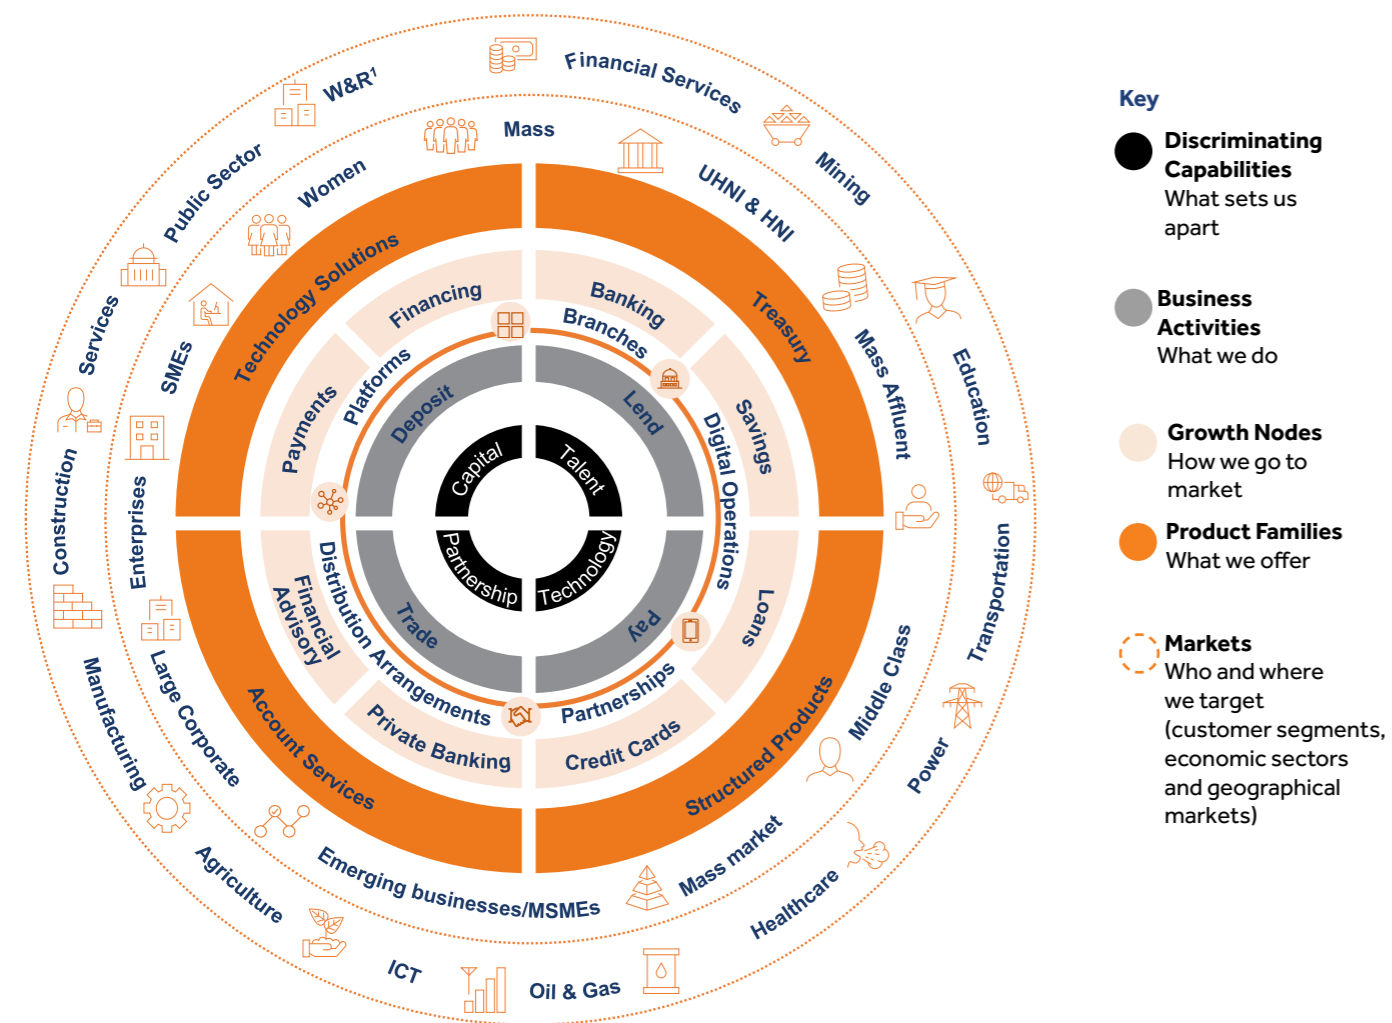 W&R¹
Financial Services
Mining
Education
Transportation
Power
Healthcare
Oil & Gas
ICT
Agriculture
Manufacturing
Construction
Services
Public Sector
Mass
UHNI & HNI
Mass Affluent
Middle Class
Mass market
Emerging businesses/MSMEs
Large Corporate
Enterprises
SMEs
Women
Technology Solutions
Treasury
Structured Products
Account Services
Financing
Banking
Savings
Loans
Credit Cards
Private Banking
Financial
Advisory
Payments
Platforms
Branches
Digital Operations
Partnerships
Distribution Arrangements
Deposit
Lend
Pay
Trade
Capital
Talent
Technology
Partnership
Key
Discriminating
Capabilities
What sets us
apart
Business
Activities
What we do
Growth Nodes
How we go to
market
Product Families
What we offer
Markets
Who and where
we target
(customer segments,
economic sectors
and geographical
markets)